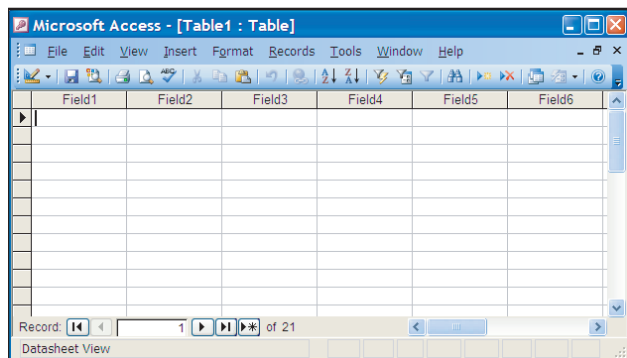 Microsoft Access - [Table1 : Table]
File Edit View Insert Format Records Tools Window Help
Field1 Field2 Field3 Field4 Field5 Field6
Record: 1 of 21
Datasheet View